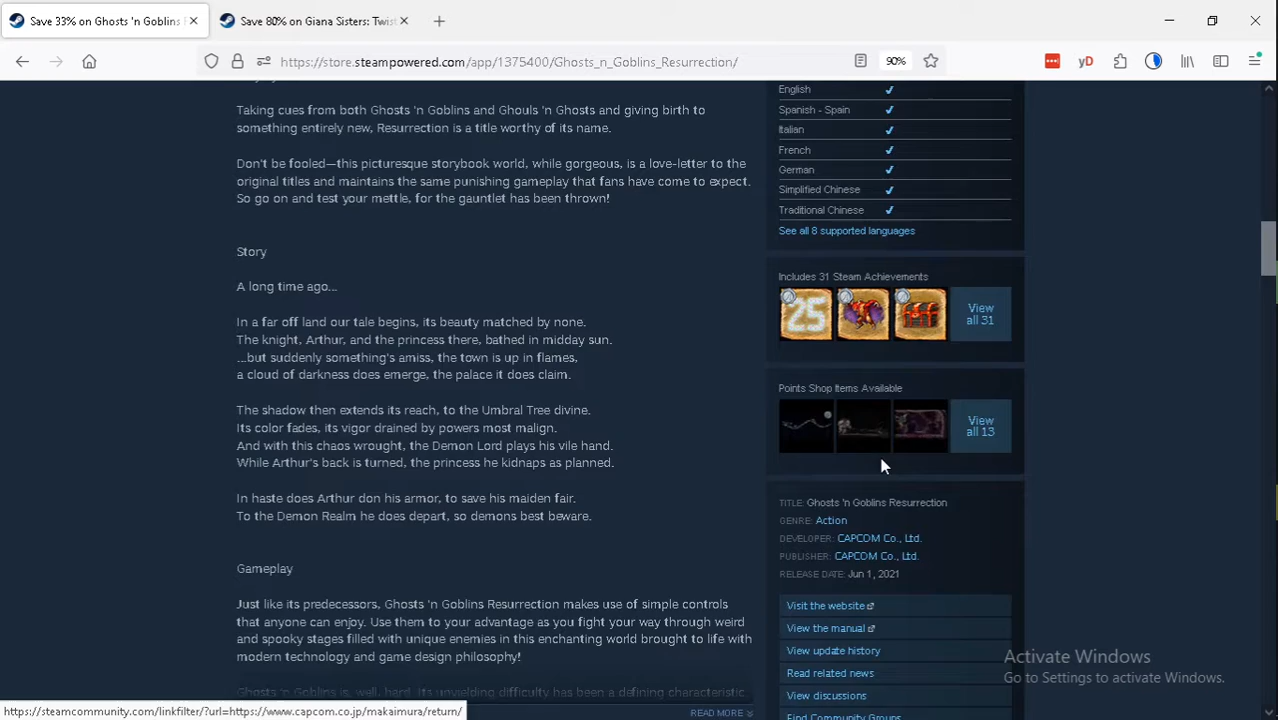 Save 33% on Ghosts 'n Goblins
Save 80% on Giana Sisters: Twist
https://store.steampowered.com/app/1375400/Ghosts_n_Goblins_Resurrection/
90%
yD
Taking cues from both Ghosts 'n Goblins and Ghouls 'n Ghosts and giving birth to
something entirely new, Resurrection is a title worthy of its name.
Don't be fooled—this picturesque storybook world, while gorgeous, is a love-letter to the
original titles and maintains the same punishing gameplay that fans have come to expect.
So go on and test your mettle, for the gauntlet has been thrown!
Story
A long time ago...
In a far off land our tale begins, its beauty matched by none.
The knight, Arthur, and the princess there, bathed in midday sun.
...but suddenly something's amiss, the town is up in flames,
a cloud of darkness does emerge, the palace it does claim.
The shadow then extends its reach, to the Umbral Tree divine.
Its color fades, its vigor drained by powers most malign.
And with this chaos wrought, the Demon Lord plays his vile hand.
While Arthur's back is turned, the princess he kidnaps as planned.
In haste does Arthur don his armor, to save his maiden fair.
To the Demon Realm he does depart, so demons best beware.
Gameplay
Just like its predecessors, Ghosts 'n Goblins Resurrection makes use of simple controls
that anyone can enjoy. Use them to your advantage as you fight your way through weird
and spooky stages filled with unique enemies in this enchanting world brought to life with
modern technology and game design philosophy!
Ghosts 'n Goblins is, well, hard. Its unyielding difficulty has been a defining characteristic
READ MORE
English ✔
Spanish - Spain ✔
Italian ✔
French ✔
German ✔
Simplified Chinese ✔
Traditional Chinese ✔
See all 8 supported languages
Includes 31 Steam Achievements
25
View
all 31
Points Shop Items Available
View
all 13
TITLE: Ghosts 'n Goblins Resurrection
GENRE: Action
DEVELOPER: CAPCOM Co., Ltd.
PUBLISHER: CAPCOM Co., Ltd.
RELEASE DATE: Jun 1, 2021
Visit the website
View the manual
View update history
Read related news
View discussions
Find Community Groups
Activate Windows
Go to Settings to activate Windows.
https://steamcommunity.com/linkfilter/?url=https://www.capcom.co.jp/makaimura/return/